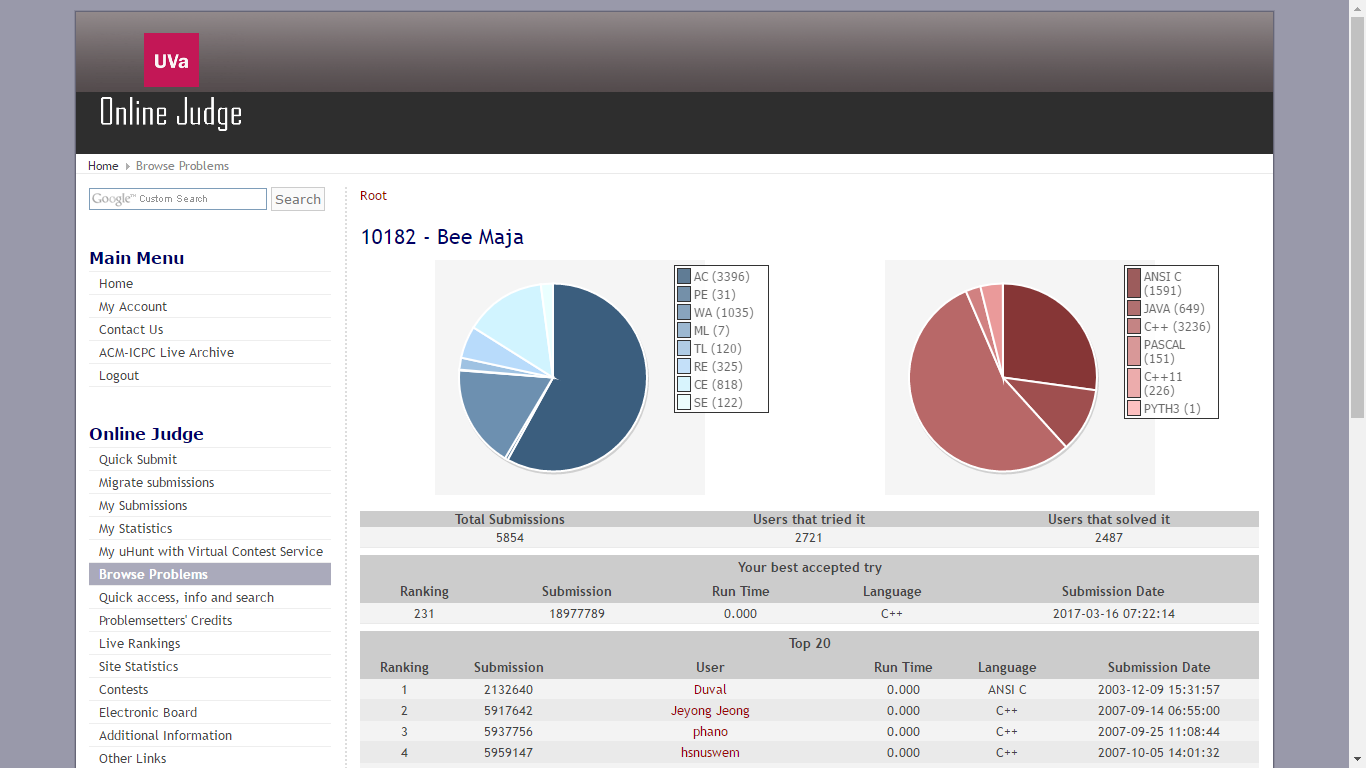 UVa
Online Judge
Home Browse Problems
Google™ Custom Search Search
Main Menu
Home
My Account
Contact Us
ACM-ICPC Live Archive
Logout
Online Judge
Quick Submit
Migrate submissions
My Submissions
My Statistics
My uHunt with Virtual Contest Service
Browse Problems
Quick access, info and search
Problemsetters' Credits
Live Rankings
Site Statistics
Contests
Electronic Board
Additional Information
Other Links
Root
10182 - Bee Maja
AC (3396)
PE (31)
WA (1035)
ML (7)
TL (120)
RE (325)
CE (818)
SE (122)
ANSI C
(1591)
JAVA (649)
C++ (3236)
PASCAL
(151)
C++11
(226)
PYTH3 (1)
Total Submissions Users that tried it Users that solved it
5854 2721 2487
Your best accepted try
Ranking Submission Run Time Language Submission Date
231 18977789 0.000 C++ 2017-03-16 07:22:14
Top 20
Ranking Submission User Run Time Language Submission Date
1 2132640 Duval 0.000 ANSI C 2003-12-09 15:31:57
2 5917642 Jeyong Jeong 0.000 C++ 2007-09-14 06:55:00
3 5937756 phano 0.000 C++ 2007-09-25 11:08:44
4 5959147 hsnuswem 0.000 C++ 2007-10-05 14:01:32